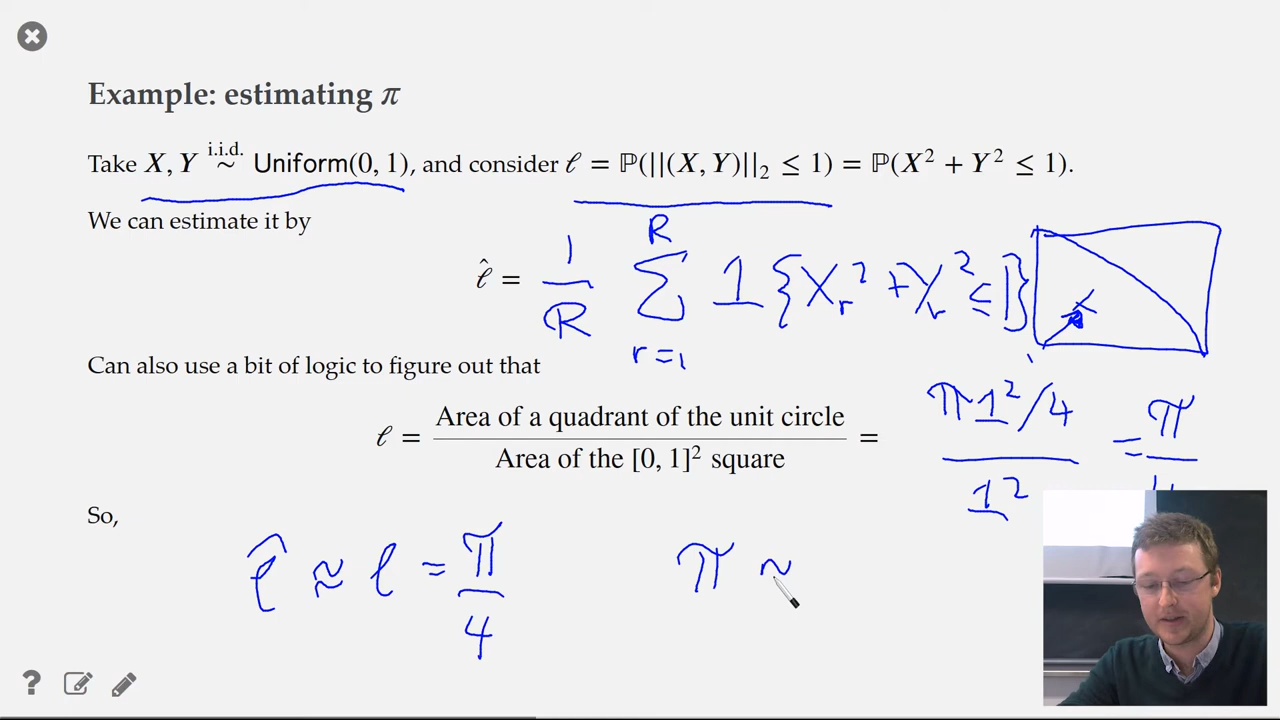 Example: estimating π
Take X, Y i.i.d. ~ Uniform(0, 1), and consider ℓ = ℙ(||(X, Y)||₂ ≤ 1) = ℙ(X² + Y² ≤ 1).
We can estimate it by
ℓ̂ = 1/R ∑_{r=1}^{R} 1{X_r² + Y_r² ≤ 1}
Can also use a bit of logic to figure out that
ℓ = Area of a quadrant of the unit circle / Area of the [0, 1]² square = (π1²/4) / 1² = π
So,
ℓ̂ ≈ ℓ = π/4 π ≈
?